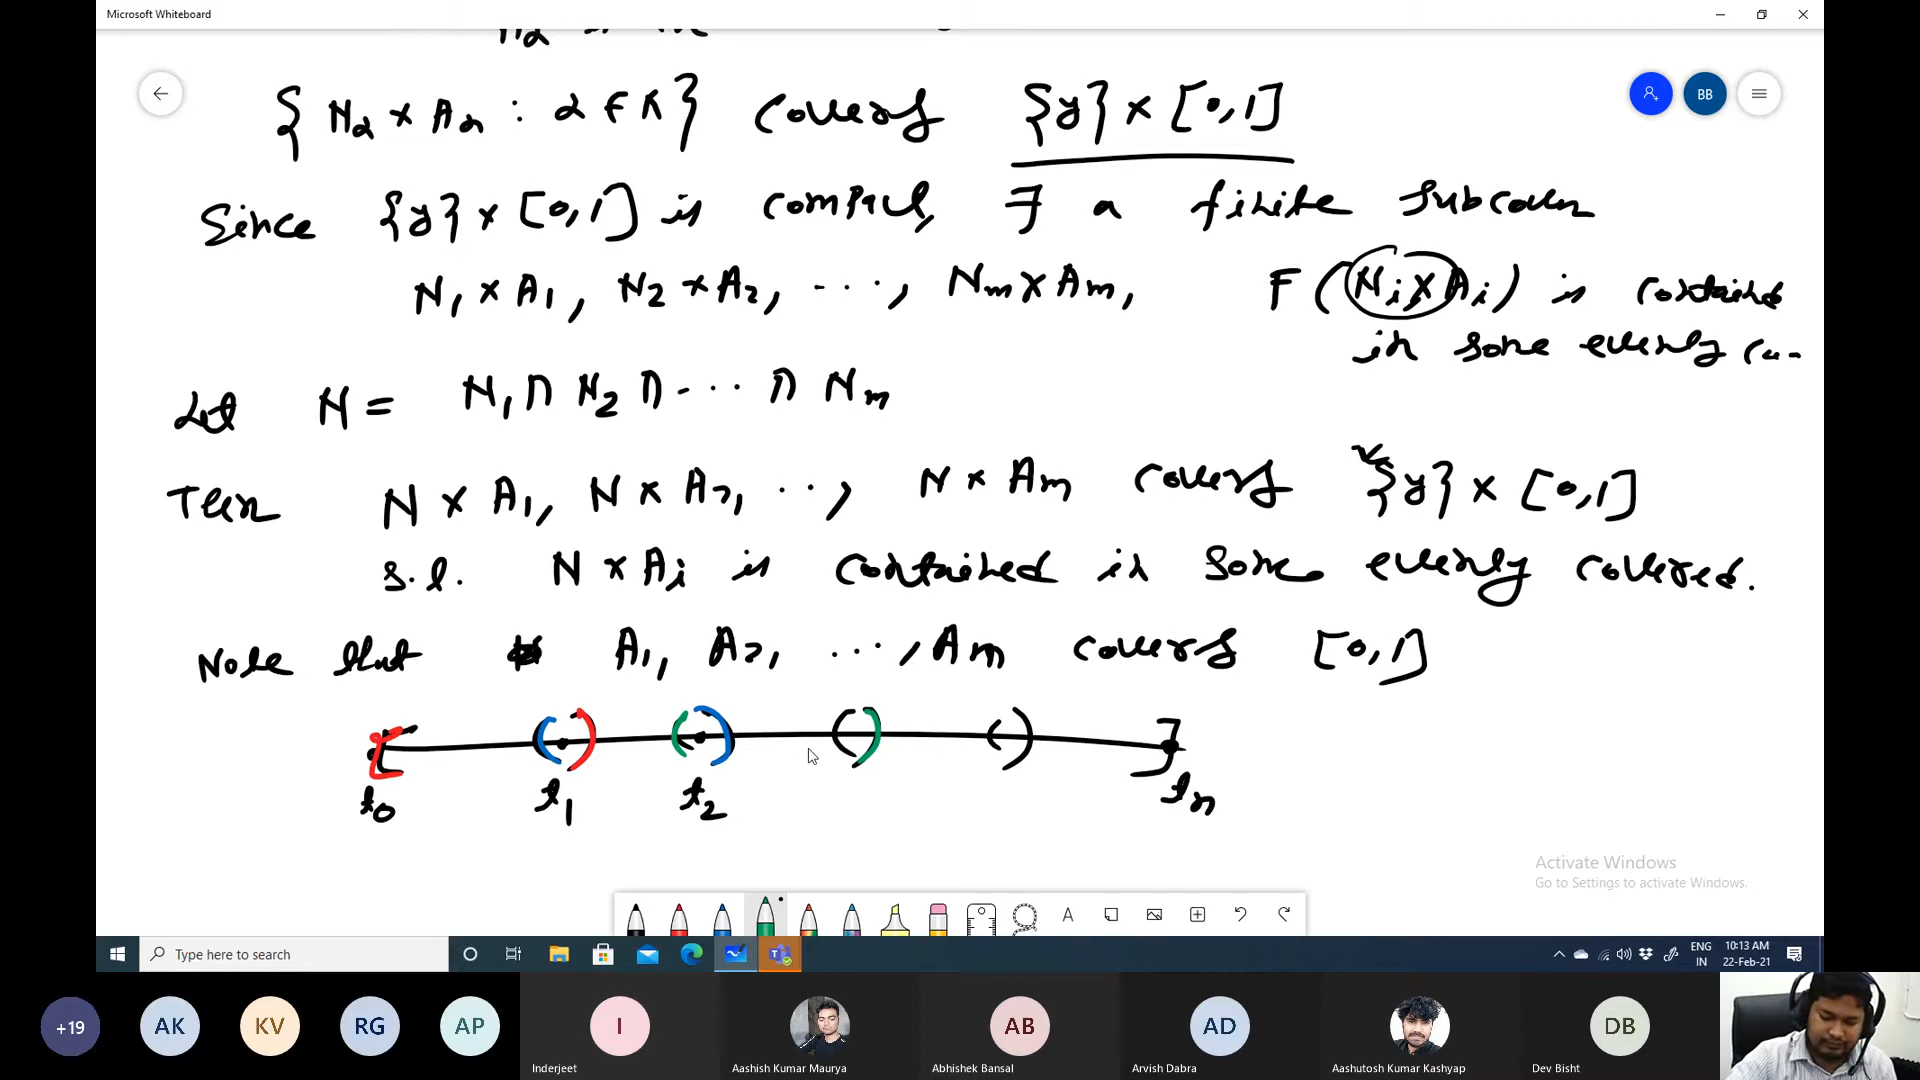 Microsoft Whiteboard
{ Nα × Aα : α ∈ Λ } covers {y} × [0,1]
BB
Since {y} × [0,1] is compact, ∃ a finite subcover
N1 × A1, N2 × A2, ..., Nm × Am, F(Ni × Ai) is contained
in some evenly
Let N = N1 ∩ N2 ∩ ... ∩ Nm
Then N × A1, N × A2, .., N × Am covers {y} × [0,1]
s.t. N × Ai is contained in some evenly covered.
Note that A1, A2, ..., Am covers [0,1]
t0 t1 t2 tn
Activate Windows
Go to Settings to activate Windows.
A
Type here to search
ENG
IN
10:13 AM
22-Feb-21
+19 AK KV RG AP I AB AD DB
Inderjeet Aashish Kumar Maurya Abhishek Bansal Arvish Dabra Aashutosh Kumar Kashyap Dev Bisht